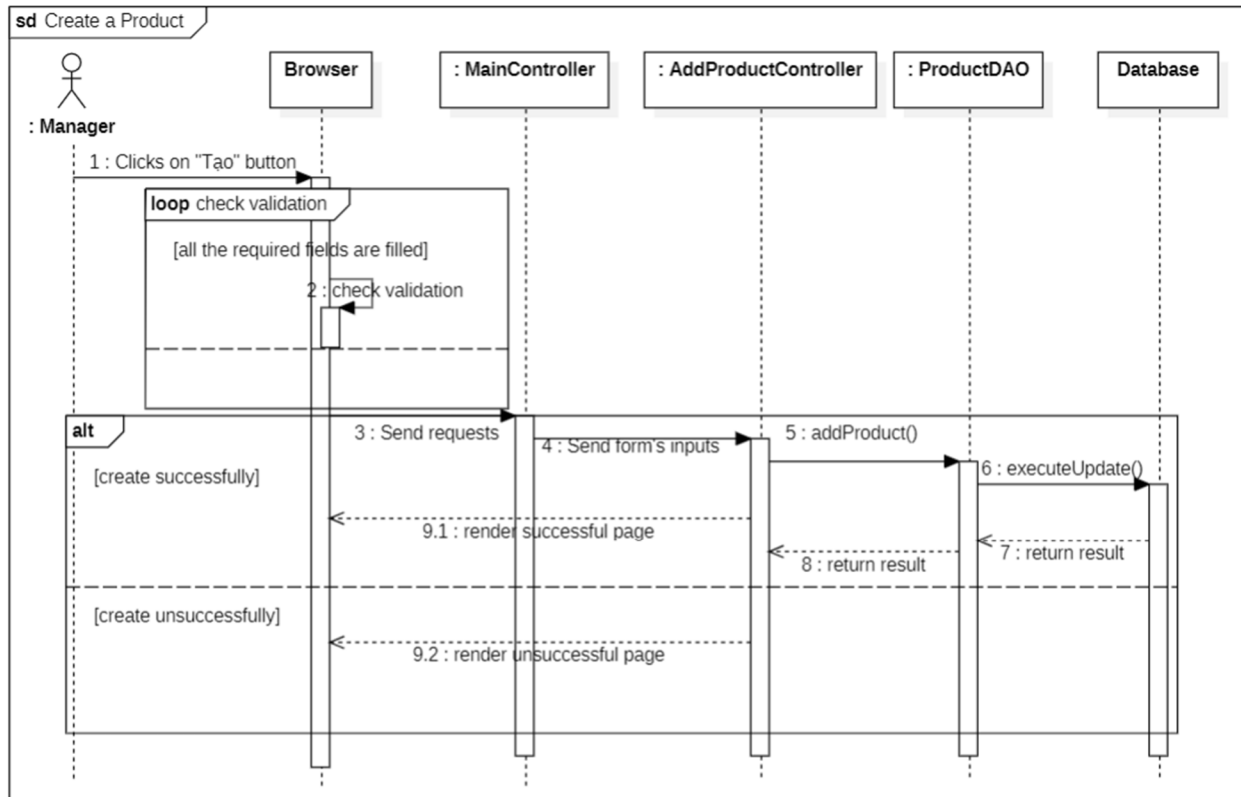 sd Create a Product
: Manager
Browser
: MainController
: AddProductController
: ProductDAO
Database
1 : Clicks on "Tạo" button
loop check validation
[all the required fields are filled]
2 : check validation
alt
3 : Send requests
4 : Send form's inputs
5 : addProduct()
6 : executeUpdate()
[create successfully]
9.1 : render successful page
8 : return result
7 : return result
[create unsuccessfully]
9.2 : render unsuccessful page